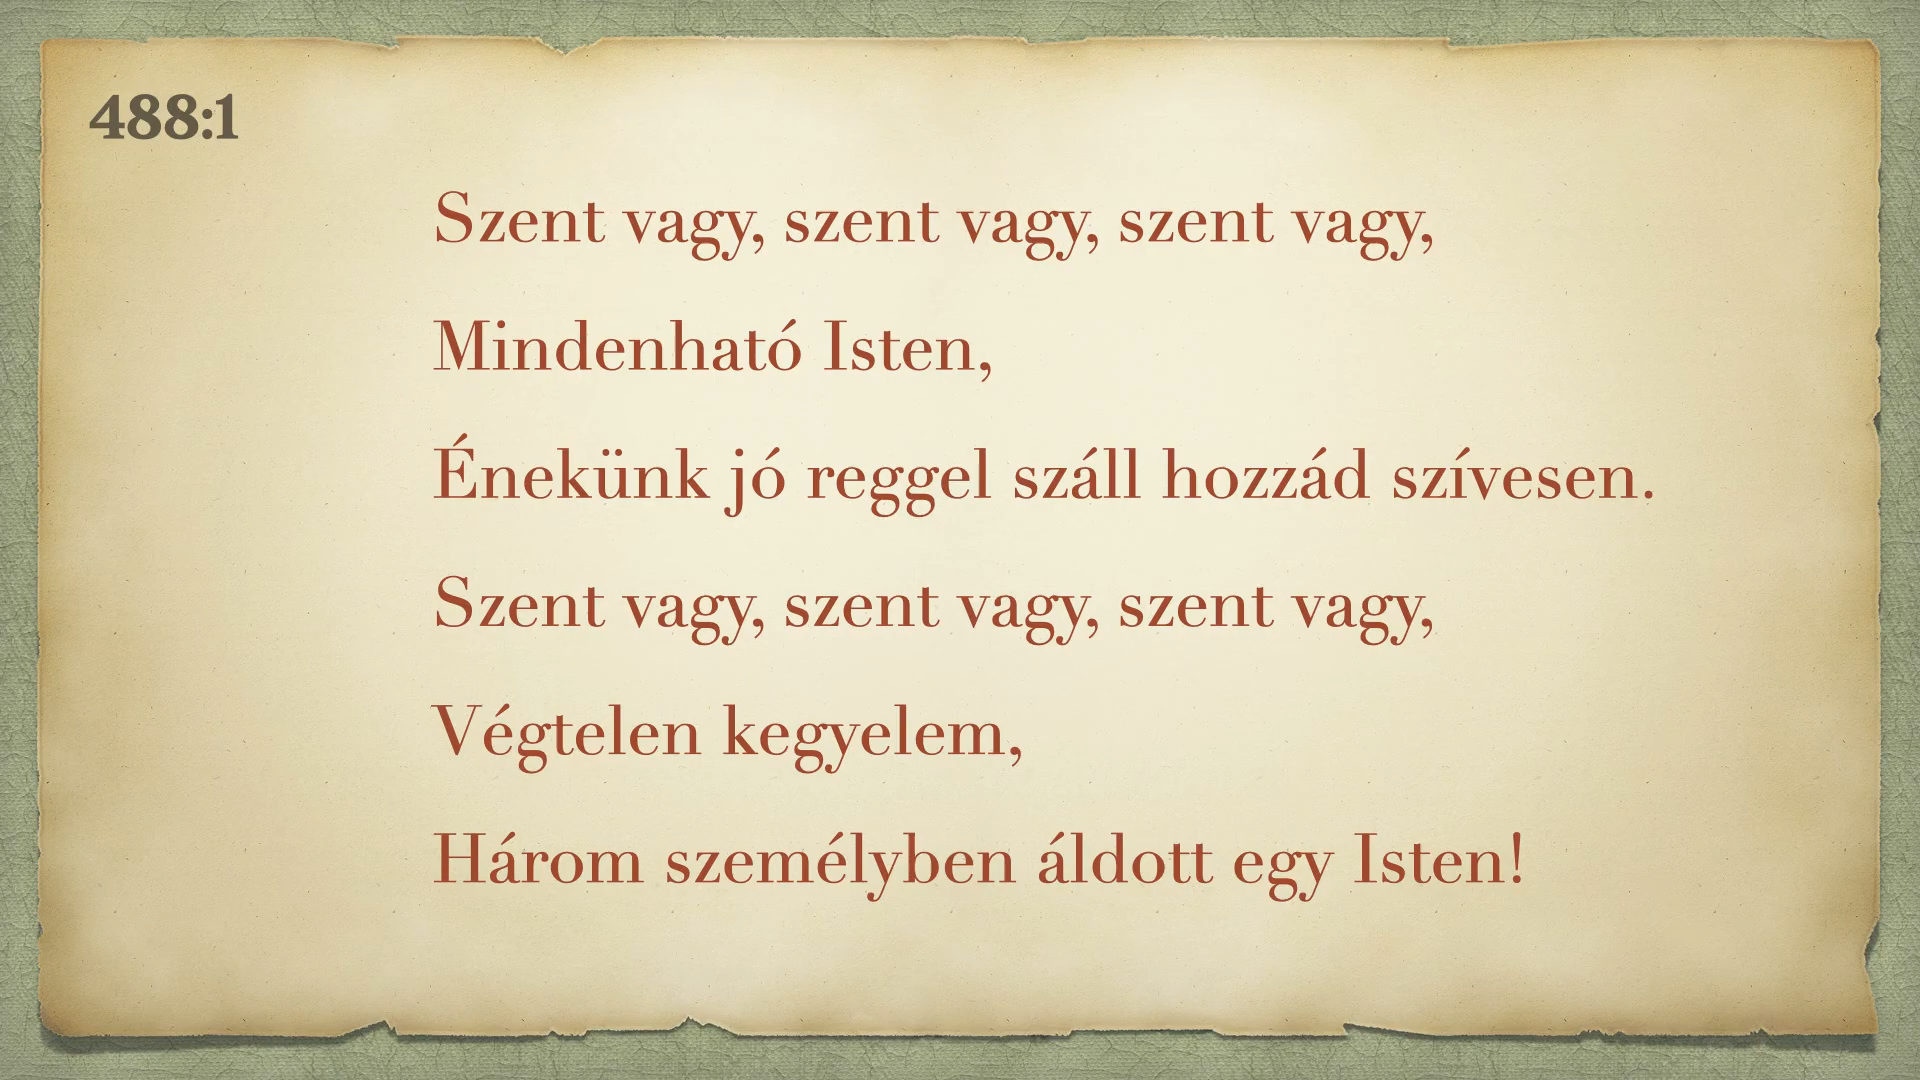 488:1
Szent vagy, szent vagy, szent vagy,
Mindenható Isten,
Énekünk jó reggel száll hozzád szívesen.
Szent vagy, szent vagy, szent vagy,
Végtelen kegyelem,
Három személyben áldott egy Isten!